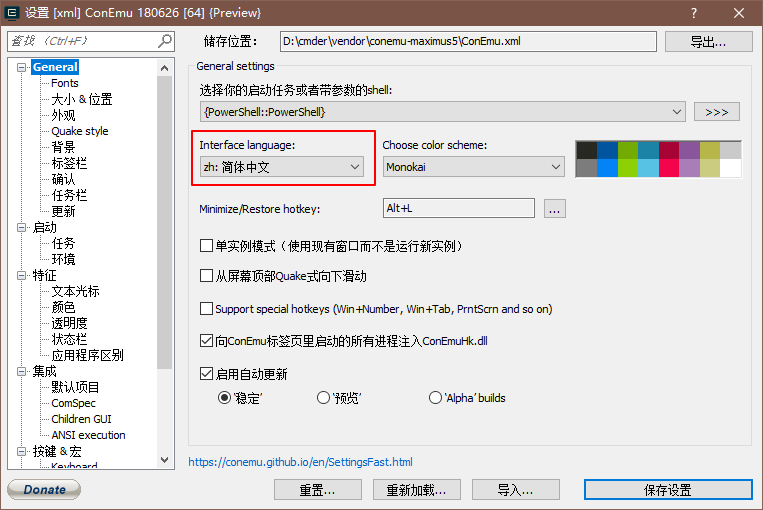 设置 [xml] ConEmu 180626 [64] {Preview}
查找 (Ctrl+F)
储存位置：
D:\cmder\vendor\conemu-maximus5\ConEmu.xml
导出...
General
Fonts
大小 & 位置
外观
Quake style
背景
标签栏
确认
任务栏
更新
启动
任务
环境
特征
文本光标
颜色
透明度
状态栏
应用程序区别
集成
默认项目
ComSpec
Children GUI
ANSI execution
按键 & 宏
Keyboard
General settings
选择你的启动任务或者带参数的shell:
{PowerShell::PowerShell}
>>>
Interface language:
Choose color scheme:
zh: 简体中文
Monokai
Minimize/Restore hotkey:
Alt+L
...
单实例模式（使用现有窗口而不是运行新实例）
从屏幕顶部Quake式向下滑动
Support special hotkeys (Win+Number, Win+Tab, PrntScrn and so on)
向ConEmu标签页里启动的所有进程注入ConEmuHk.dll
启用自动更新
‘稳定’
‘预览’
‘Alpha’ builds
https://conemu.github.io/en/SettingsFast.html
Donate
重置...
重新加载...
导入...
保存设置